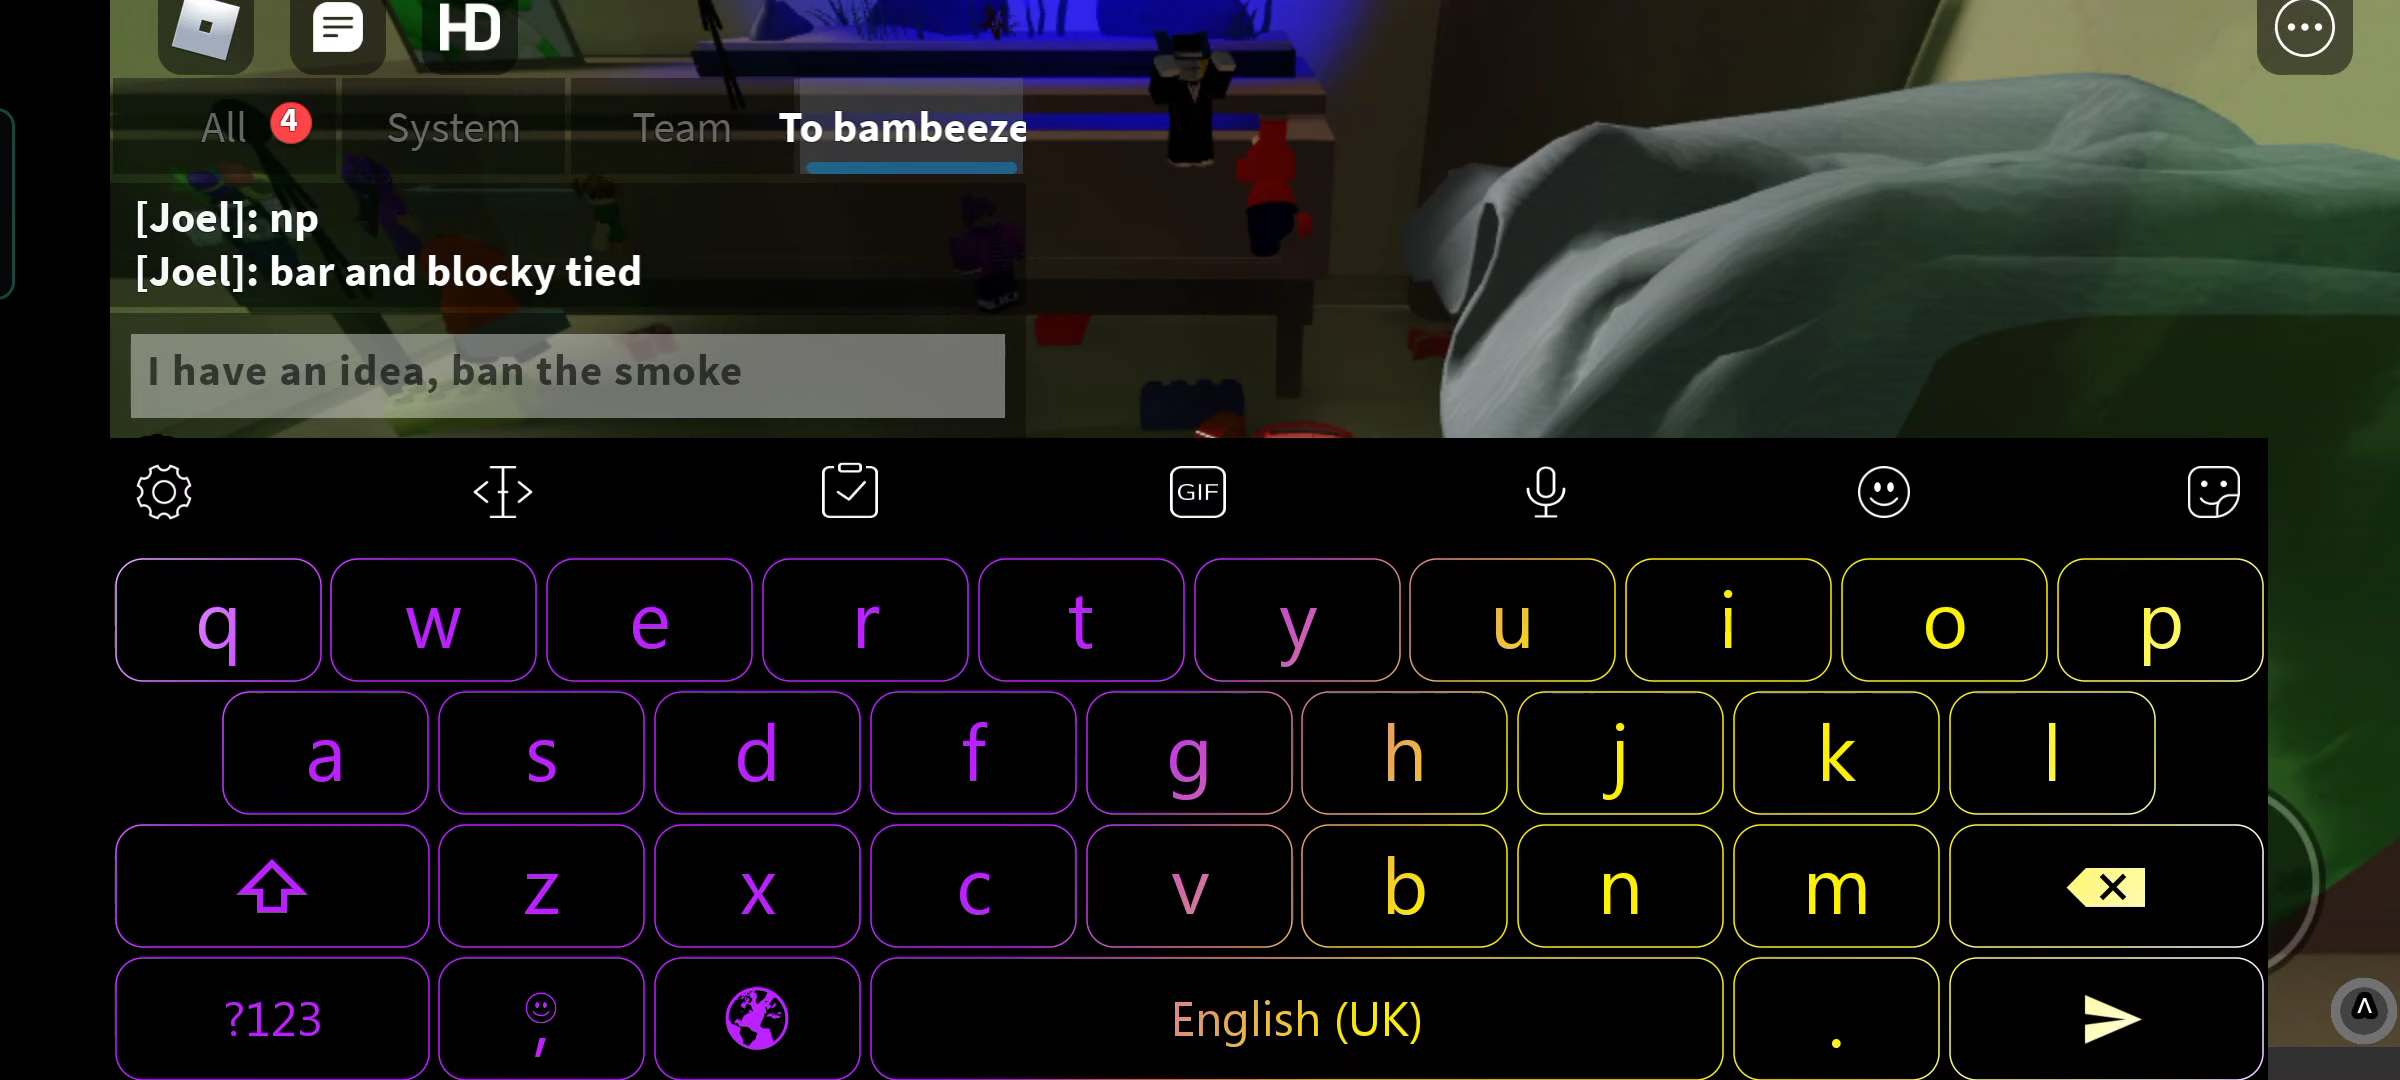 HD
All 4 System Team To bambeeze
[Joel]: np
[Joel]: bar and blocky tied
I have an idea, ban the smoke
GIF
q w e r t y u i o p
a s d f g h j k l
z x c v b n m
?123 , English (UK) .